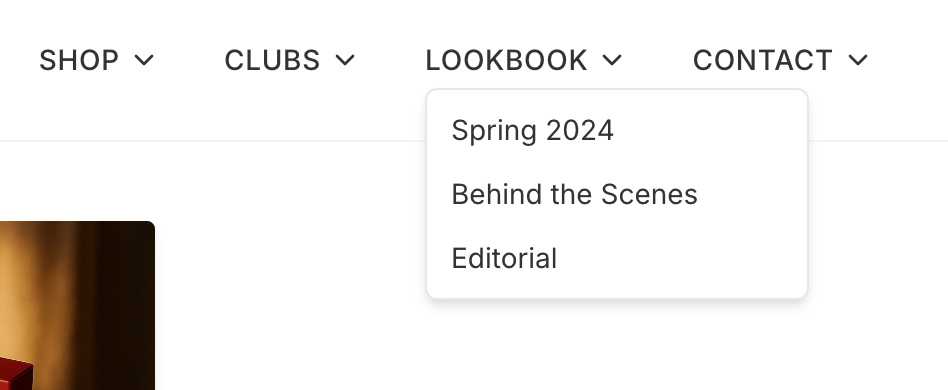 SHOP
CLUBS
LOOKBOOK
CONTACT
Spring 2024
Behind the Scenes
Editorial